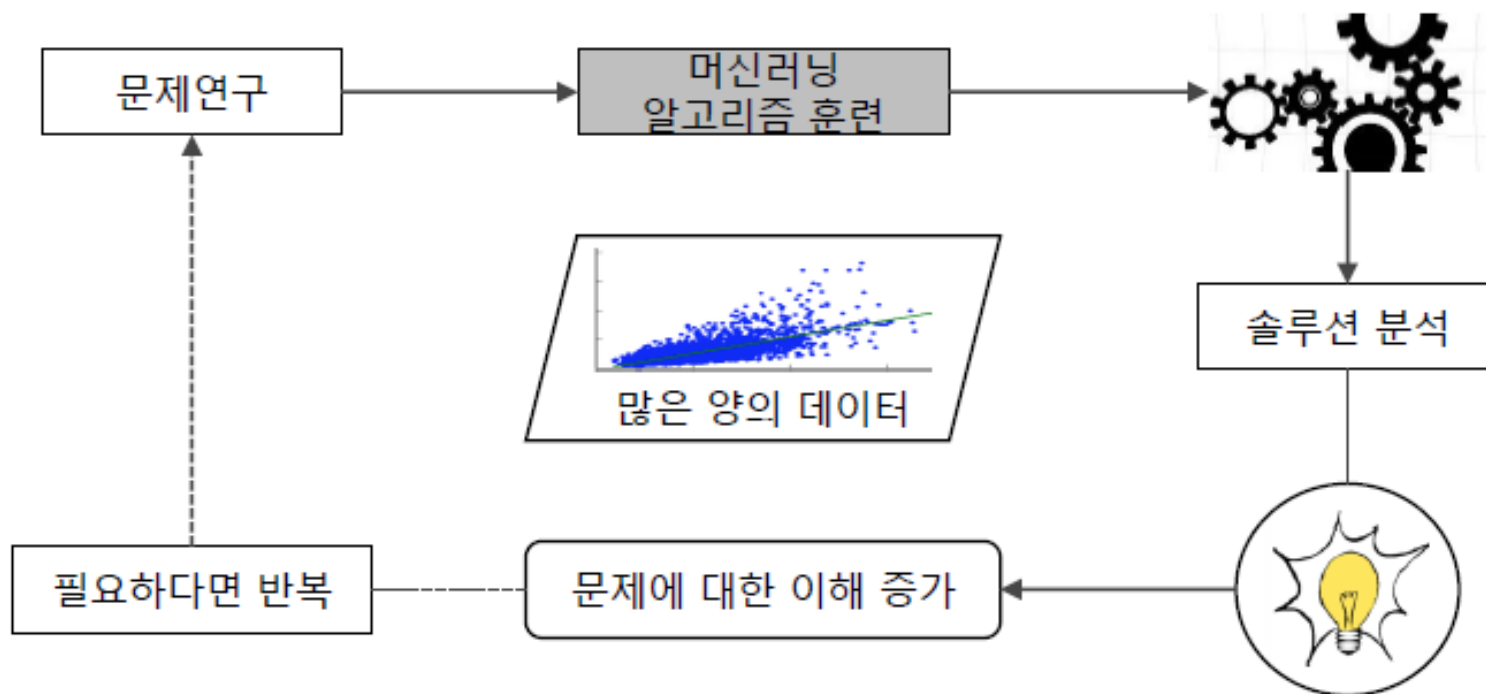 문제연구
머신러닝
알고리즘 훈련
솔루션 분석
많은 양의 데이터
필요하다면 반복
문제에 대한 이해 증가